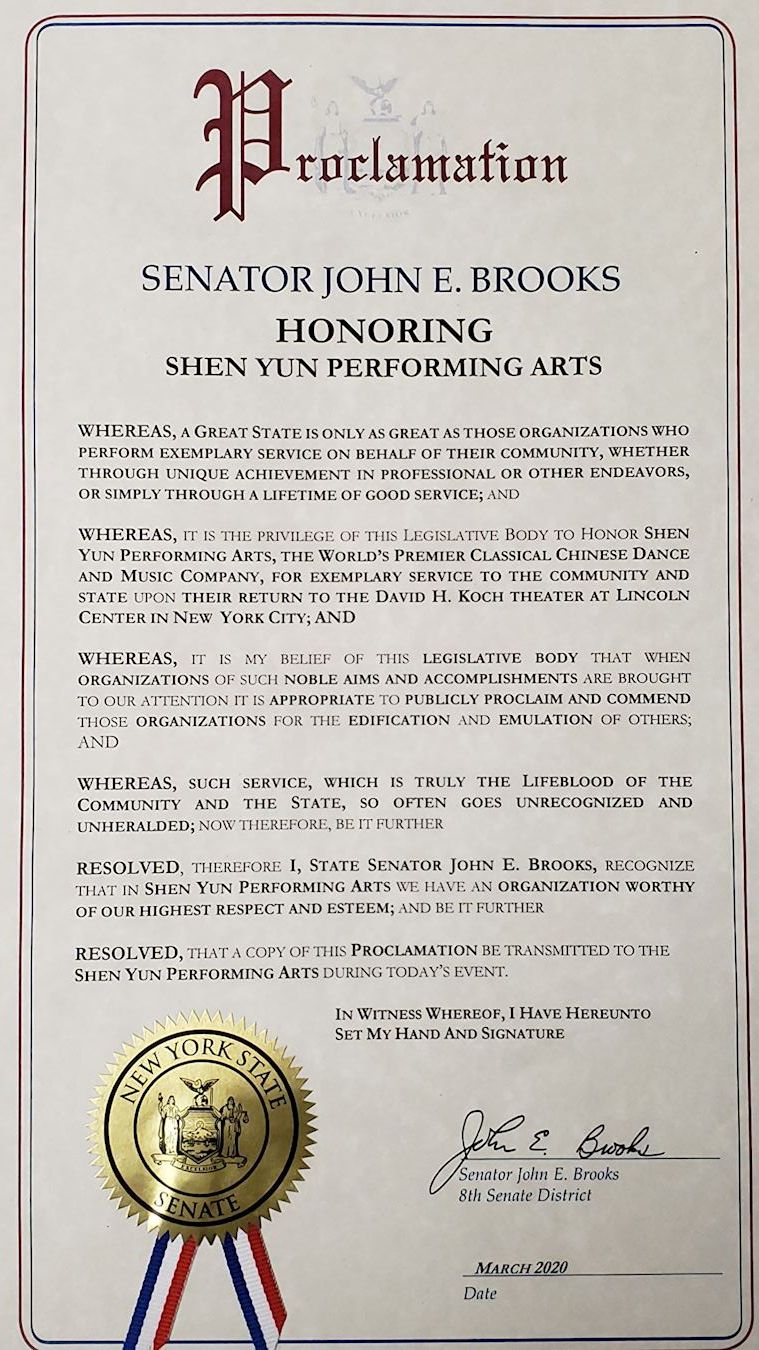 Proclamation
EXCELSIOR
SENATOR JOHN E. BROOKS
HONORING
SHEN YUN PERFORMING ARTS
WHEREAS, A GREAT STATE IS ONLY AS GREAT AS THOSE ORGANIZATIONS WHO
PERFORM EXEMPLARY SERVICE ON BEHALF OF THEIR COMMUNITY, WHETHER
THROUGH UNIQUE ACHIEVEMENT IN PROFESSIONAL OR OTHER ENDEAVORS,
OR SIMPLY THROUGH A LIFETIME OF GOOD SERVICE; AND
WHEREAS, IT IS THE PRIVILEGE OF THIS LEGISLATIVE BODY TO HONOR SHEN
YUN PERFORMING ARTS, THE WORLD'S PREMIER CLASSICAL CHINESE DANCE
AND MUSIC COMPANY, FOR EXEMPLARY SERVICE TO THE COMMUNITY AND
STATE UPON THEIR RETURN TO THE DAVID H. KOCH THEATER AT LINCOLN
CENTER IN NEW YORK CITY; AND
WHEREAS, IT IS MY BELIEF OF THIS LEGISLATIVE BODY THAT WHEN
ORGANIZATIONS OF SUCH NOBLE AIMS AND ACCOMPLISHMENTS ARE BROUGHT
TO OUR ATTENTION IT IS APPROPRIATE TO PUBLICLY PROCLAIM AND COMMEND
THOSE ORGANIZATIONS FOR THE EDIFICATION AND EMULATION OF OTHERS;
AND
WHEREAS, SUCH SERVICE, WHICH IS TRULY THE LIFEBLOOD OF THE
COMMUNITY AND THE STATE, SO OFTEN GOES UNRECOGNIZED AND
UNHERALDED; NOW THEREFORE, BE IT FURTHER
RESOLVED, THEREFORE I, STATE SENATOR JOHN E. BROOKS, RECOGNIZE
THAT IN SHEN YUN PERFORMING ARTS WE HAVE AN ORGANIZATION WORTHY
OF OUR HIGHEST RESPECT AND ESTEEM; AND BE IT FURTHER
RESOLVED, THAT A COPY OF THIS PROCLAMATION BE TRANSMITTED TO THE
SHEN YUN PERFORMING ARTS DURING TODAY'S EVENT.
IN WITNESS WHEREOF, I HAVE HEREUNTO
SET MY HAND AND SIGNATURE
NEW YORK STATE
EXCELSIOR
SENATE
John E. Brooks
Senator John E. Brooks
8th Senate District
MARCH 2020
Date